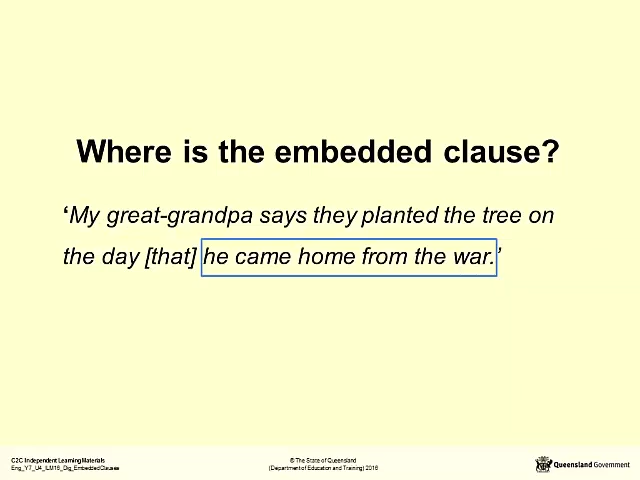 Where is the embedded clause?
‘My great-grandpa says they planted the tree on
the day [that] he came home from the war.’
C2C Independent Learning Materials
Eng_Y7_U4_ILM16_Dig_EmbeddedClauses
© The State of Queensland
(Department of Education and Training) 2016
Queensland Government